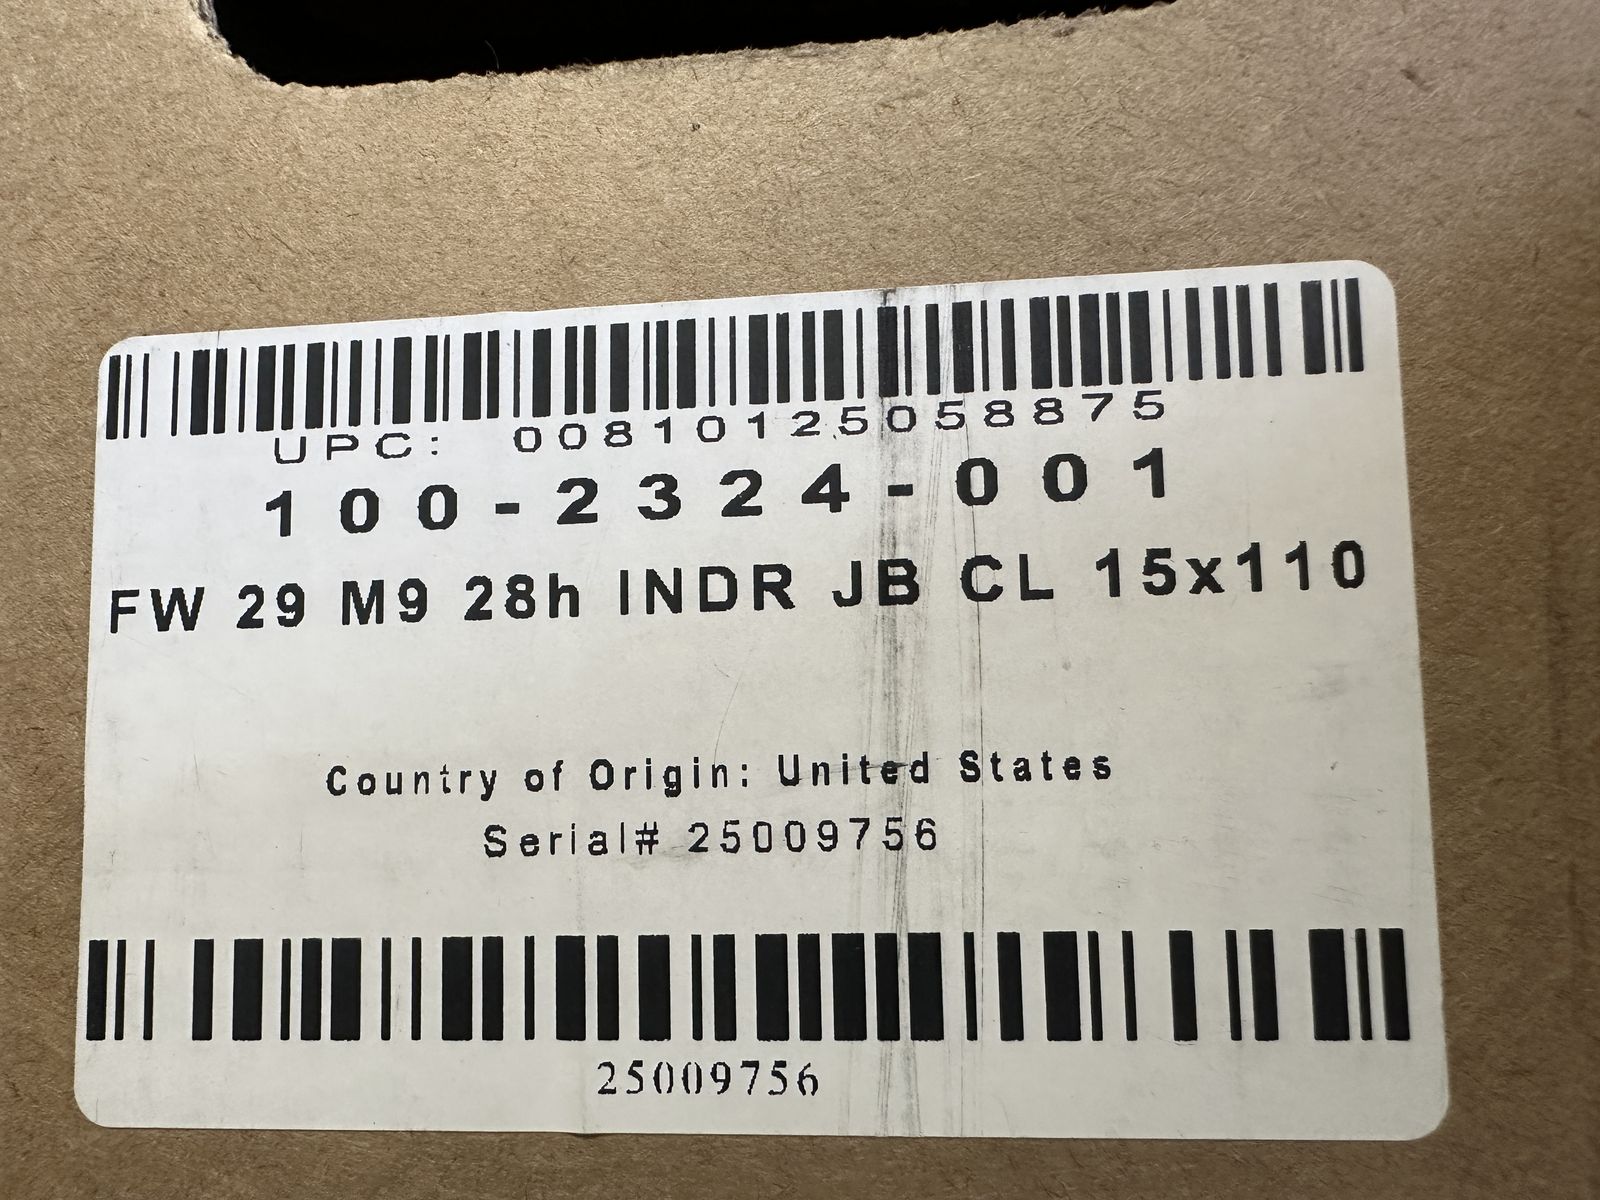 UPC: 00810125058875
100-2324-001
FW 29 M9 28h INDR JB CL 15x110
Country of Origin: United States
Serial# 25009756
25009756